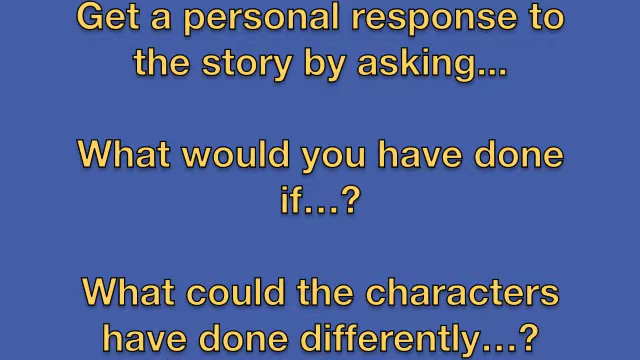 Get a personal response to
the story by asking...
What would you have done
if…?
What could the characters
have done differently…?